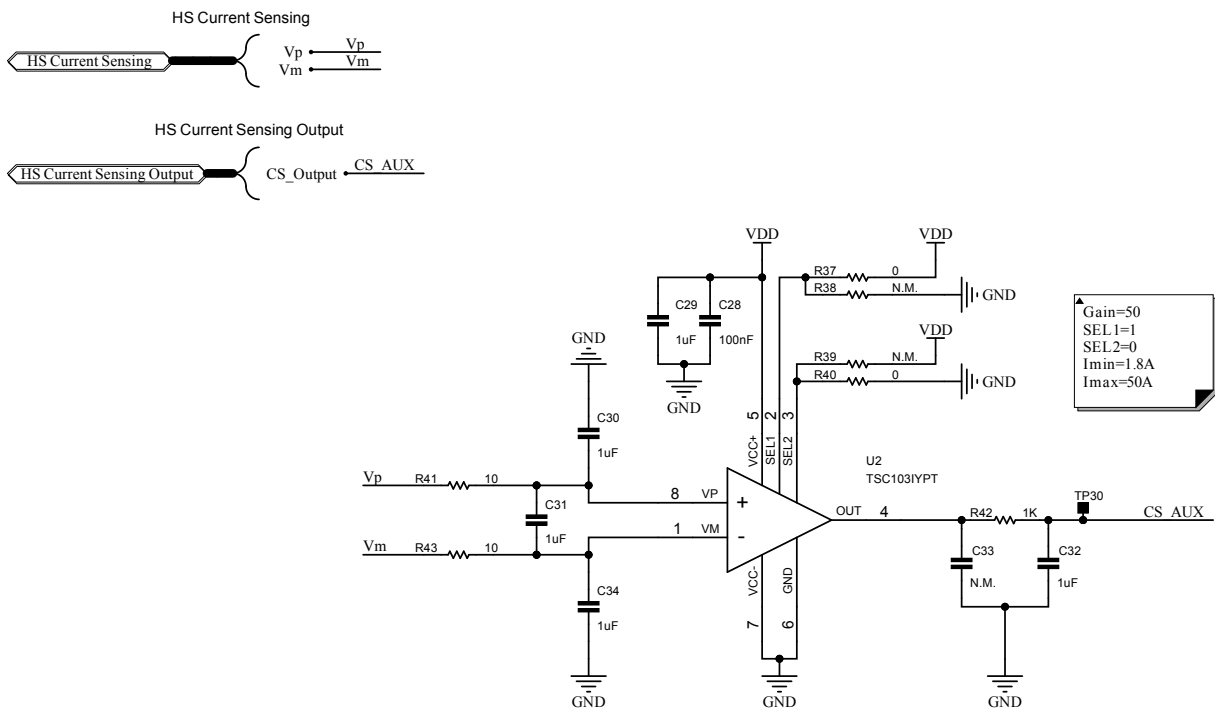 HS Current Sensing
HS Current Sensing
Vp
Vp
Vm
Vm
HS Current Sensing Output
HS Current Sensing Output
CS_Output
CS_AUX
VDD
VDD
R37
0
R38
N.M.
GND
C29
1uF
C28
100nF
GND
VDD
R39
N.M.
R40
0
GND
Gain=50
SEL1=1
SEL2=0
Imin=1.8A
Imax=50A
GND
C30
1uF
5
2
3
VCC+
SEL1
SEL2
U2
TSC103IYPT
Vp
R41
10
8
VP
+
C31
1uF
Vm
R43
10
1
VM
-
OUT
4
R42
1K
TP30
CS_AUX
C33
N.M.
C32
1uF
C34
1uF
VCC-
GND
7
6
GND
GND
GND